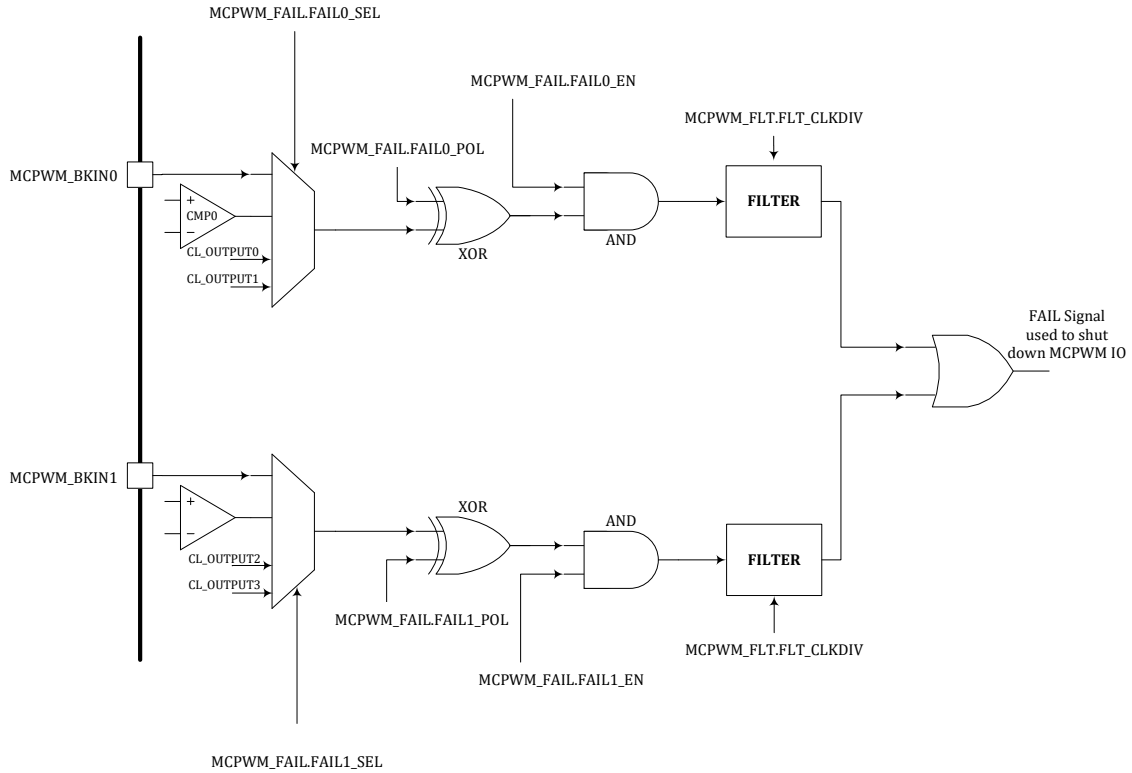 MCPWM_FAIL.FAIL0_SEL
MCPWM_FAIL.FAIL0_EN
MCPWM_FLT.FLT_CLKDIV
MCPWM_FAIL.FAIL0_POL
MCPWM_BKIN0
+
CMP0
−
FILTER
AND
XOR
CL_OUTPUT0
CL_OUTPUT1
FAIL Signal
used to shut
down MCPWM IO
MCPWM_BKIN1
+
−
XOR
AND
FILTER
CL_OUTPUT2
CL_OUTPUT3
MCPWM_FAIL.FAIL1_POL
MCPWM_FLT.FLT_CLKDIV
MCPWM_FAIL.FAIL1_EN
MCPWM_FAIL.FAIL1_SEL